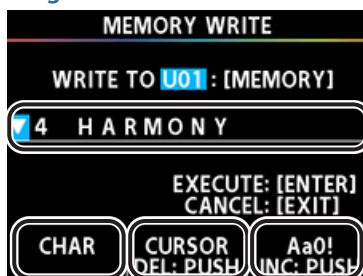 MEMORY WRITE
WRITE TO U01 : [MEMORY]
4 HARMONY
EXECUTE: [ENTER]
CANCEL: [EXIT]
CHAR
CURSOR
DEL: PUSH
Aa0!
INC: PUSH